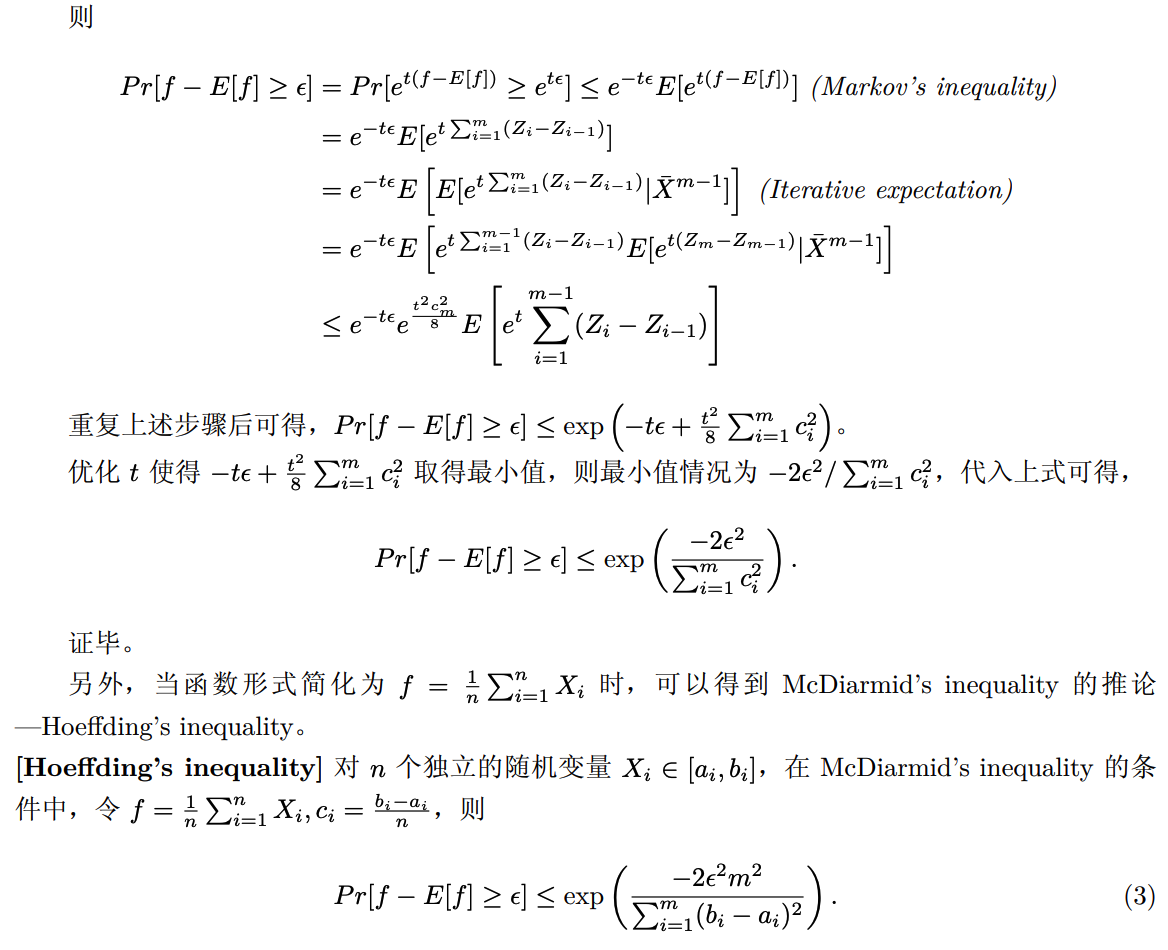 则
$Pr[f - E[f] \geq \epsilon] = Pr[e^{t(f-E[f])} \geq e^{t\epsilon}] \leq e^{-t\epsilon} E[e^{t(f-E[f])}]$ (Markov's inequality)
$= e^{-t\epsilon} E[e^{t \sum_{i=1}^{m} (Z_i - Z_{i-1})}]$
$= e^{-t\epsilon} E\left[E[e^{t \sum_{i=1}^{m} (Z_i - Z_{i-1})} | \bar{X}^{m-1}]\right]$ (Iterative expectation)
$= e^{-t\epsilon} E\left[e^{t \sum_{i=1}^{m-1} (Z_i - Z_{i-1})} E[e^{t(Z_m - Z_{m-1})} | \bar{X}^{m-1}]\right]$
$\leq e^{-t\epsilon} e^{\frac{t^2 c_m^2}{8}} E\left[e^t \sum_{i=1}^{m-1} (Z_i - Z_{i-1})\right]$
重复上述步骤后可得，$Pr[f - E[f] \geq \epsilon] \leq \exp\left(-t\epsilon + \frac{t^2}{8} \sum_{i=1}^{m} c_i^2\right)$。
优化 $t$ 使得 $-t\epsilon + \frac{t^2}{8} \sum_{i=1}^{m} c_i^2$ 取得最小值，则最小值情况为 $-2\epsilon^2 / \sum_{i=1}^{m} c_i^2$，代入上式可得，
$Pr[f - E[f] \geq \epsilon] \leq \exp\left(\frac{-2\epsilon^2}{\sum_{i=1}^{m} c_i^2}\right).$
证毕。
另外，当函数形式简化为 $f = \frac{1}{n} \sum_{i=1}^{n} X_i$ 时，可以得到 McDiarmid's inequality 的推论
—Hoeffding's inequality。
[Hoeffding's inequality] 对 $n$ 个独立的随机变量 $X_i \in [a_i, b_i]$，在 McDiarmid's inequality 的条
件中，令 $f = \frac{1}{n} \sum_{i=1}^{n} X_i, c_i = \frac{b_i - a_i}{n}$，则
$Pr[f - E[f] \geq \epsilon] \leq \exp\left(\frac{-2\epsilon^2 m^2}{\sum_{i=1}^{m} (b_i - a_i)^2}\right).$ (3)